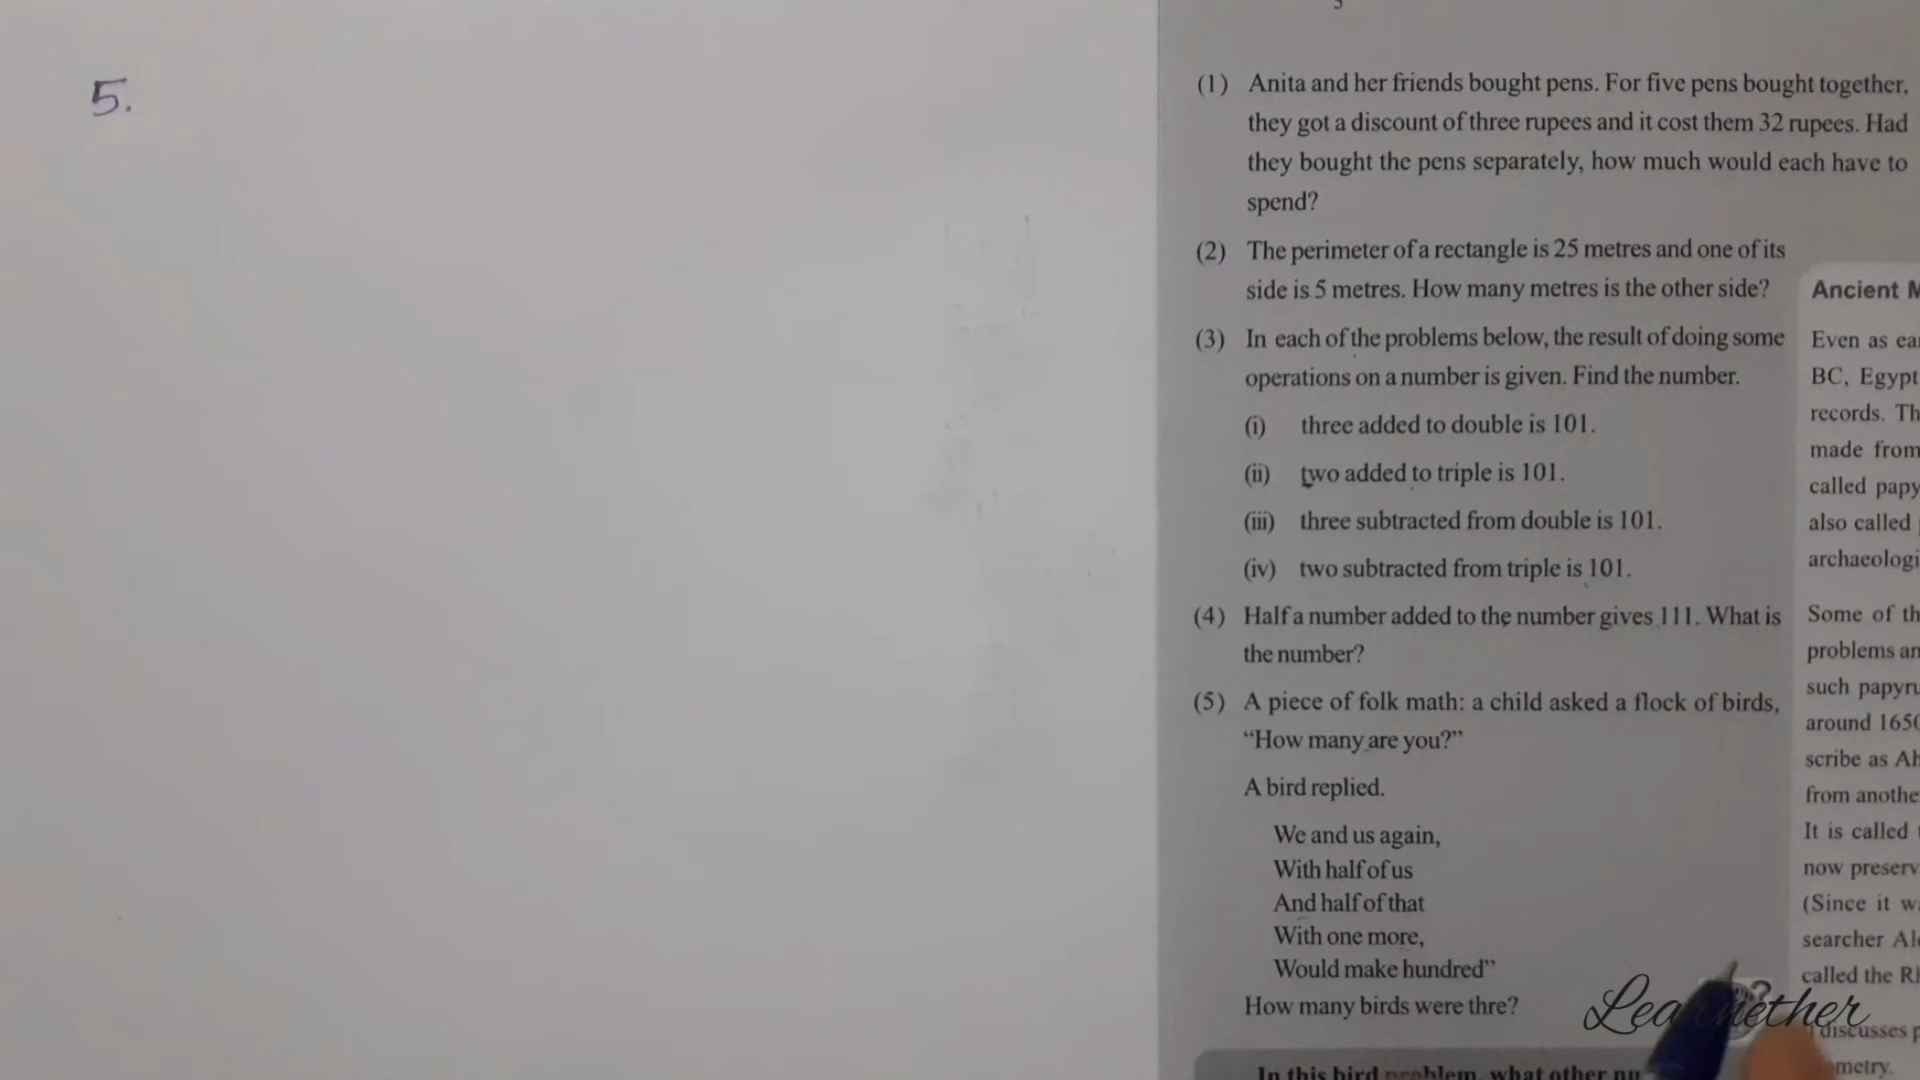 5.
(1) Anita and her friends bought pens. For five pens bought together,
they got a discount of three rupees and it cost them 32 rupees. Had
they bought the pens separately, how much would each have to
spend?
(2) The perimeter of a rectangle is 25 metres and one of its
side is 5 metres. How many metres is the other side?
(3) In each of the problems below, the result of doing some
operations on a number is given. Find the number.
(i) three added to double is 101.
(ii) two added to triple is 101.
(iii) three subtracted from double is 101.
(iv) two subtracted from triple is 101.
(4) Half a number added to the number gives 111. What is
the number?
(5) A piece of folk math: a child asked a flock of birds,
“How many are you?”
A bird replied.
We and us again,
With half of us
And half of that
With one more,
Would make hundred”
How many birds were thre?
In this bird problem, what other
Ancient
Even as
BC,
records.
made from
called
also called
Some of
problems
such
around
scribe as
from
It is called
now
(Since it
searcher
called the
discusses
Learnether